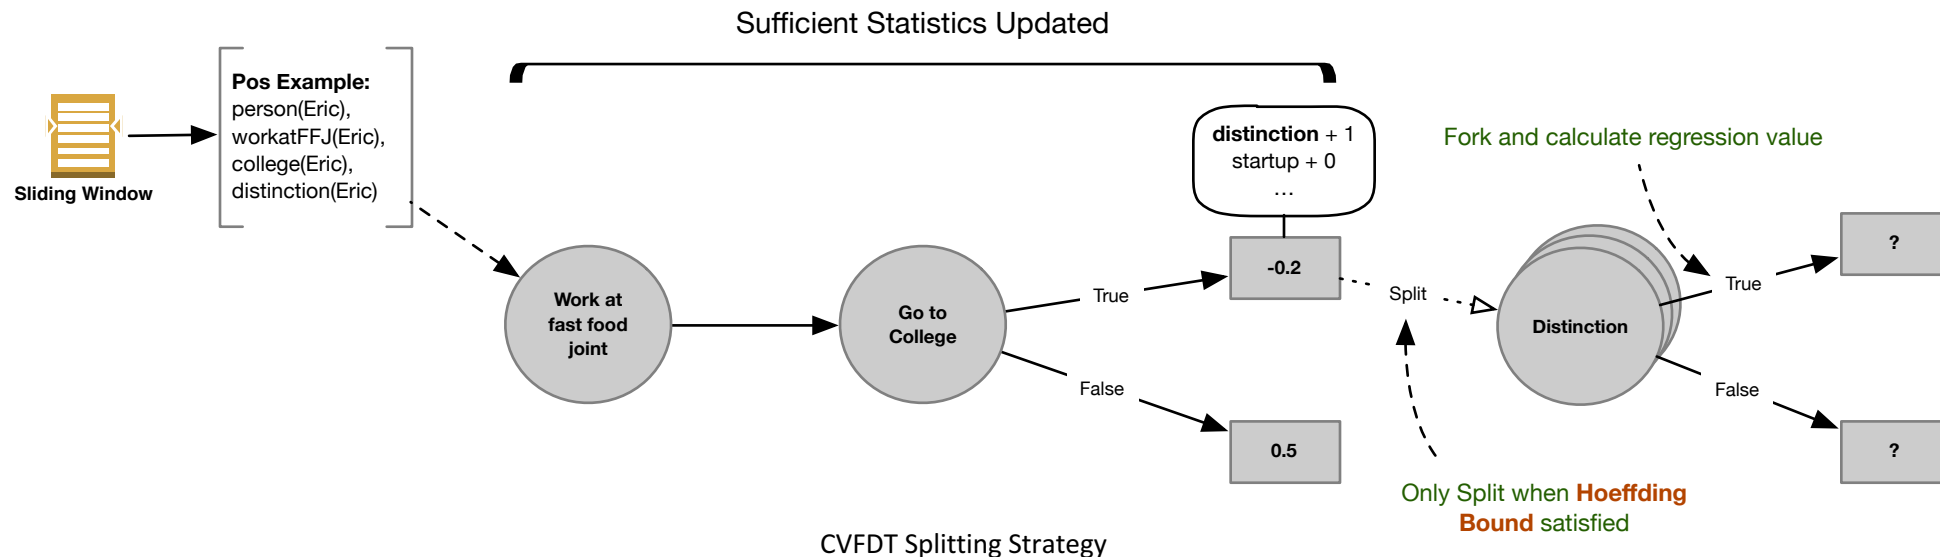 Sufficient Statistics Updated
Pos Example:
person(Eric),
workatFFJ(Eric),
college(Eric),
distinction(Eric)
Sliding Window
distinction + 1
startup + 0
...
Fork and calculate regression value
Work at
fast food
joint
Go to
College
True
False
-0.2
0.5
Split
Distinction
True
False
?
?
Only Split when Hoeffding
Bound satisfied
CVFDT Splitting Strategy